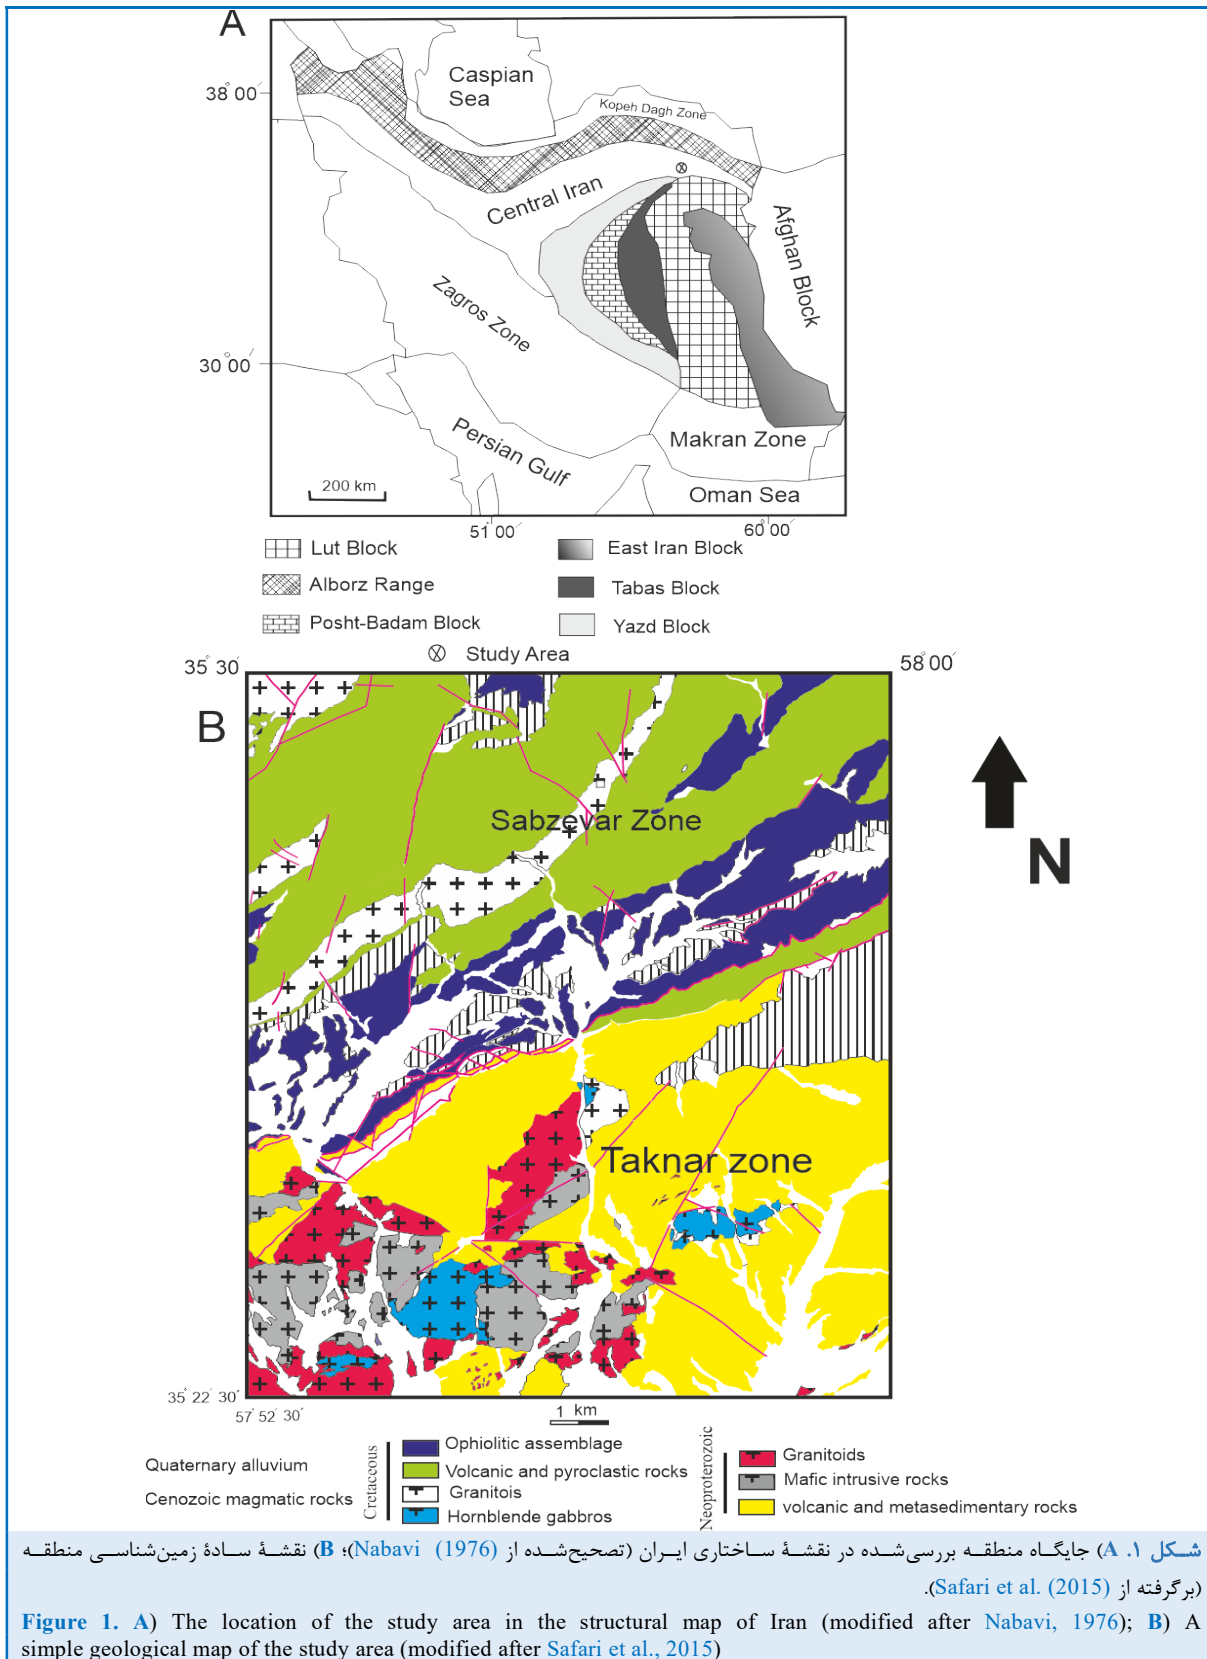 A
Caspian
Sea
38°00′
Kopeh Dagh Zone
Central Iran
Afghan Block
Zagros Zone
30°00′
Makran Zone
Persian Gulf
200 km
Oman Sea
51°00′
60°00′
Lut Block
East Iran Block
Alborz Range
Tabas Block
Posht-Badam Block
Yazd Block
Study Area
35° 30′
58°00′
B
Sabzevar Zone
N
Taknar zone
35° 22′ 30″
57° 52′ 30″
1 km
Quaternary alluvium
Cenozoic magmatic rocks
Cretaceous
Ophiolitic assemblage
Volcanic and pyroclastic rocks
Granitois
Hornblende gabbros
Neoproterozoic
Granitoids
Mafic intrusive rocks
volcanic and metasedimentary rocks
شکل ۱. A) جایگاه منطقه بررسی‌شده در نقشۀ ساختاری ایران (تصحیح‌شده از Nabavi (1976))؛ B) نقشۀ سادۀ زمین‌شناسی منطقه
(برگرفته از Safari et al. (2015)).
Figure 1. A) The location of the study area in the structural map of Iran (modified after Nabavi, 1976); B) A
simple geological map of the study area (modified after Safari et al., 2015)